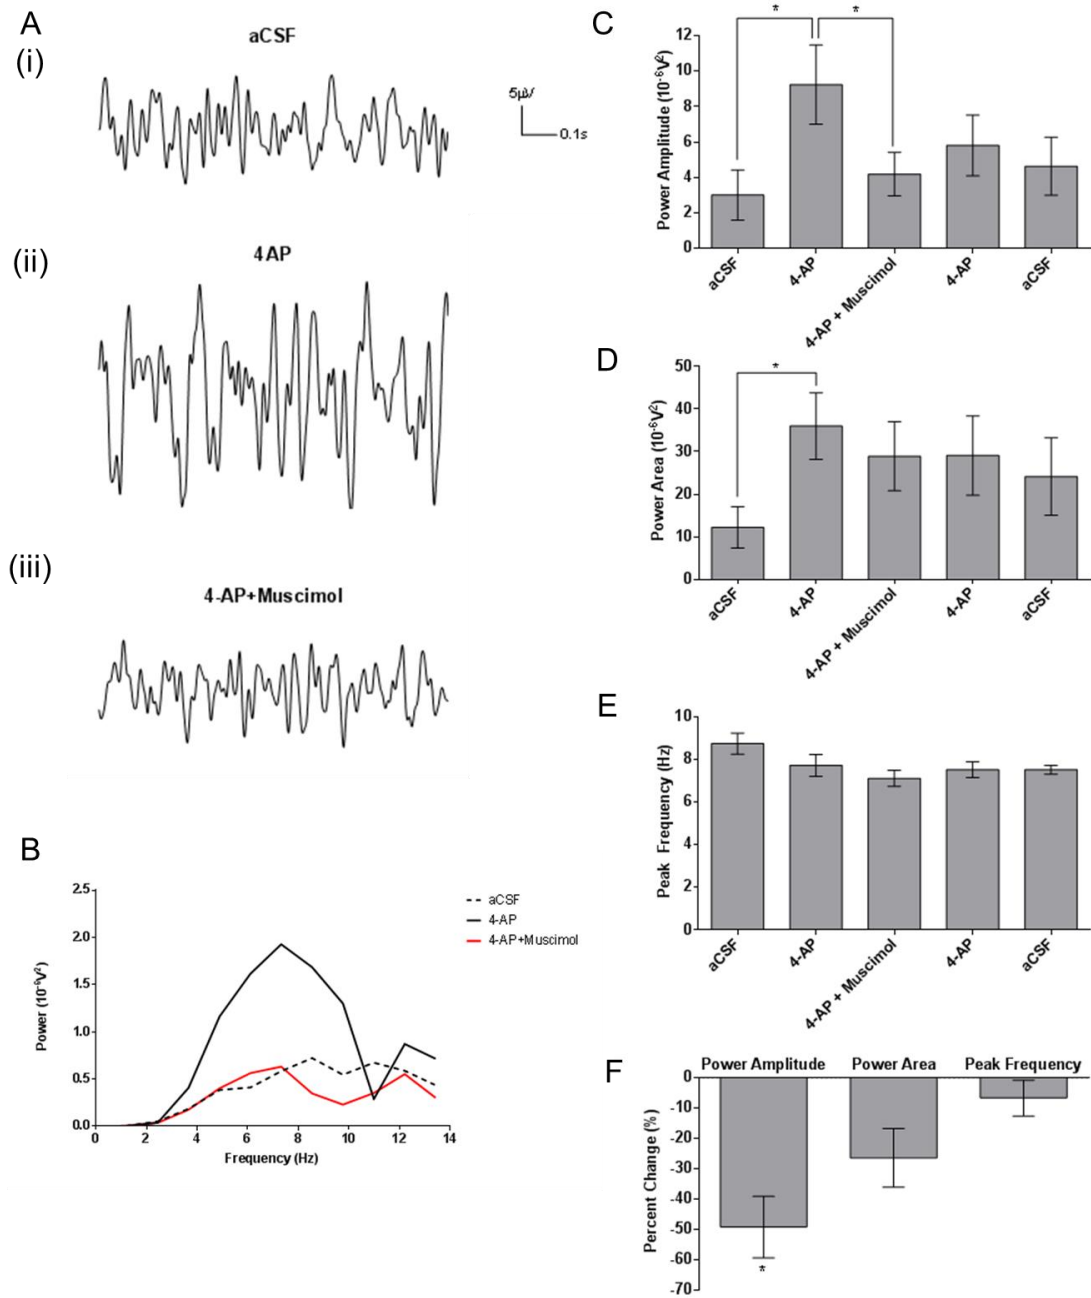 A
(i)
aCSF
5µV
0.1s
(ii)
4AP
(iii)
4-AP+Muscimol
B
2.5
2.0
1.5
1.0
0.5
0.0
Power (10⁻⁶V²)
0 2 4 6 8 10 12 14
Frequency (Hz)
aCSF
4-AP
4-AP+Muscimol
C
* *
12
10
8
6
4
2
0
Power Amplitude (10⁻⁶V²)
aCSF 4-AP 4-AP + Muscimol 4-AP aCSF
D
*
50
40
30
20
10
0
Power Area (10⁻⁶V²)
aCSF 4-AP 4-AP + Muscimol 4-AP aCSF
E
10
8
6
4
2
0
Peak Frequency (Hz)
aCSF 4-AP 4-AP + Muscimol 4-AP aCSF
F
Power Amplitude Power Area Peak Frequency
0
-10
-20
-30
-40
-50
-60
-70
Percent Change (%)
*